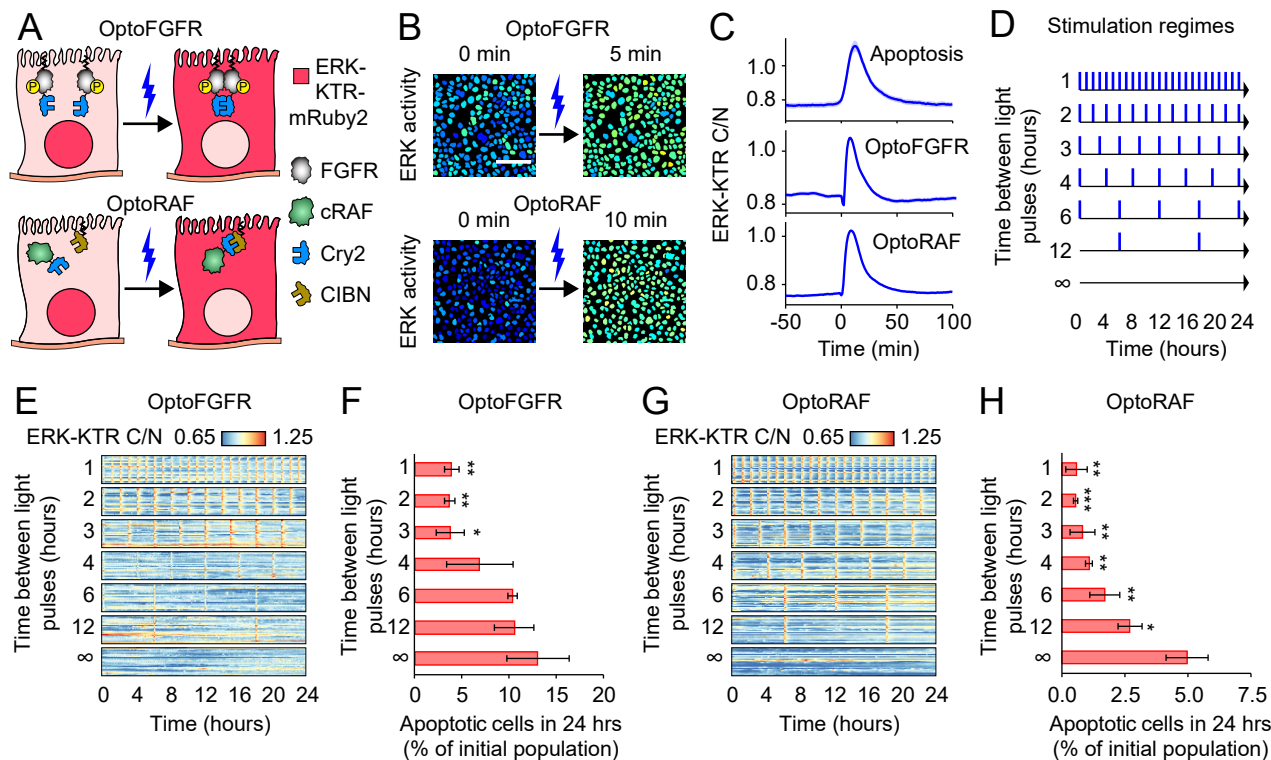 A
OptoFGFR
P
P
ERK-
KTR-
mRuby2
FGFR
cRAF
Cry2
CIBN
OptoRAF
B
OptoFGFR
0 min
5 min
ERK activity
OptoRAF
0 min
10 min
ERK activity
C
ERK-KTR C/N
Apoptosis
1.0
0.8
OptoFGFR
1.0
0.8
OptoRAF
1.0
0.8
-50
0
50
100
Time (min)
D
Stimulation regimes
Time between light
pulses (hours)
1
2
3
4
6
12
∞
0 4 8 12 16 20 24
Time (hours)
E
OptoFGFR
ERK-KTR C/N 0.65 1.25
Time between light
pulses (hours)
1
2
3
4
6
12
∞
0 4 8 12 16 20 24
Time (hours)
F
OptoFGFR
Time between light
pulses (hours)
1 **
2 **
3 *
4
6
12
∞
0 5 10 15 20
Apoptotic cells in 24 hrs
(% of initial population)
G
OptoRAF
ERK-KTR C/N 0.65 1.25
Time between light
pulses (hours)
1
2
3
4
6
12
∞
0 4 8 12 16 20 24
Time (hours)
H
OptoRAF
Time between light
pulses (hours)
1 **
2 ***
3 **
4 **
6 **
12 *
∞
0.0 2.5 5.0 7.5
Apoptotic cells in 24 hrs
(% of initial population)